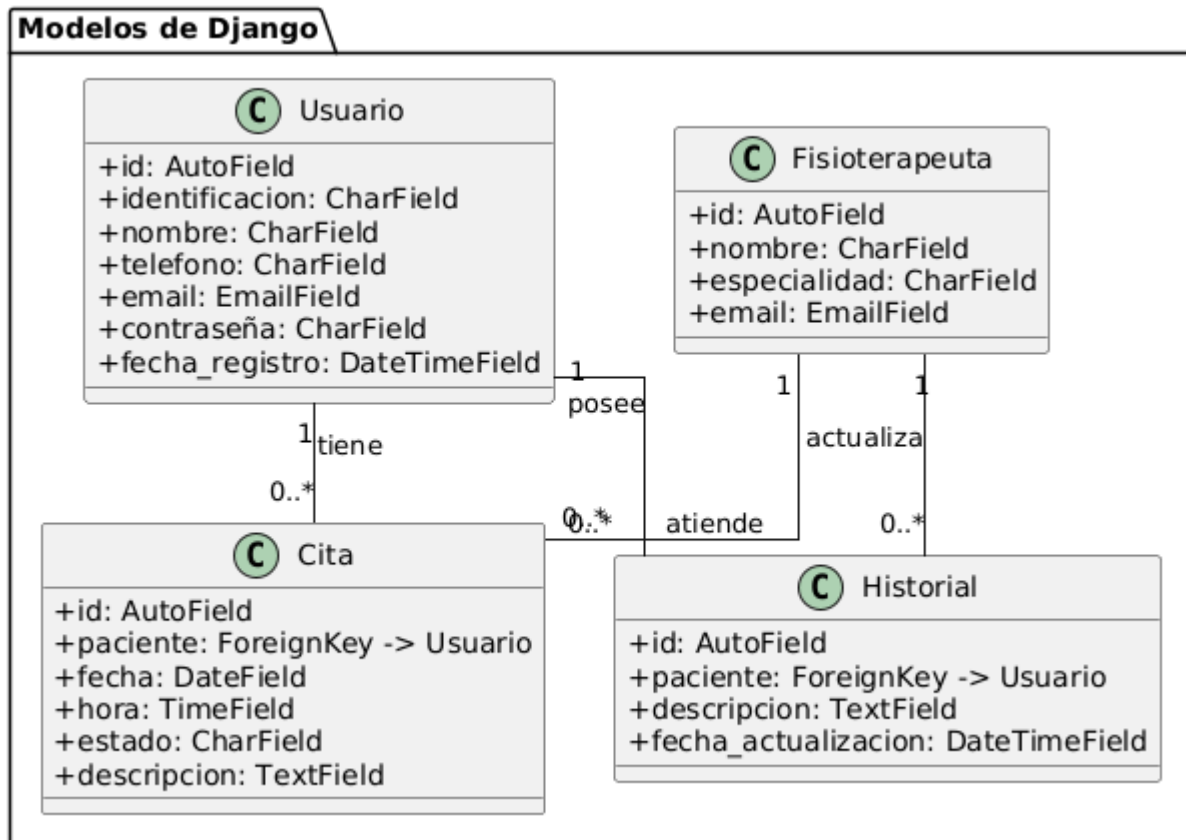 Modelos de Django
C Usuario
+id: AutoField
+identificacion: CharField
+nombre: CharField
+telefono: CharField
+email: EmailField
+contraseña: CharField
+fecha_registro: DateTimeField
C Fisioterapeuta
+id: AutoField
+nombre: CharField
+especialidad: CharField
+email: EmailField
1
posee
1
1
1
tiene
actualiza
0..*
0..*
0..*
atiende
0..*
C Cita
+id: AutoField
+paciente: ForeignKey -> Usuario
+fecha: DateField
+hora: TimeField
+estado: CharField
+descripcion: TextField
C Historial
+id: AutoField
+paciente: ForeignKey -> Usuario
+descripcion: TextField
+fecha_actualizacion: DateTimeField